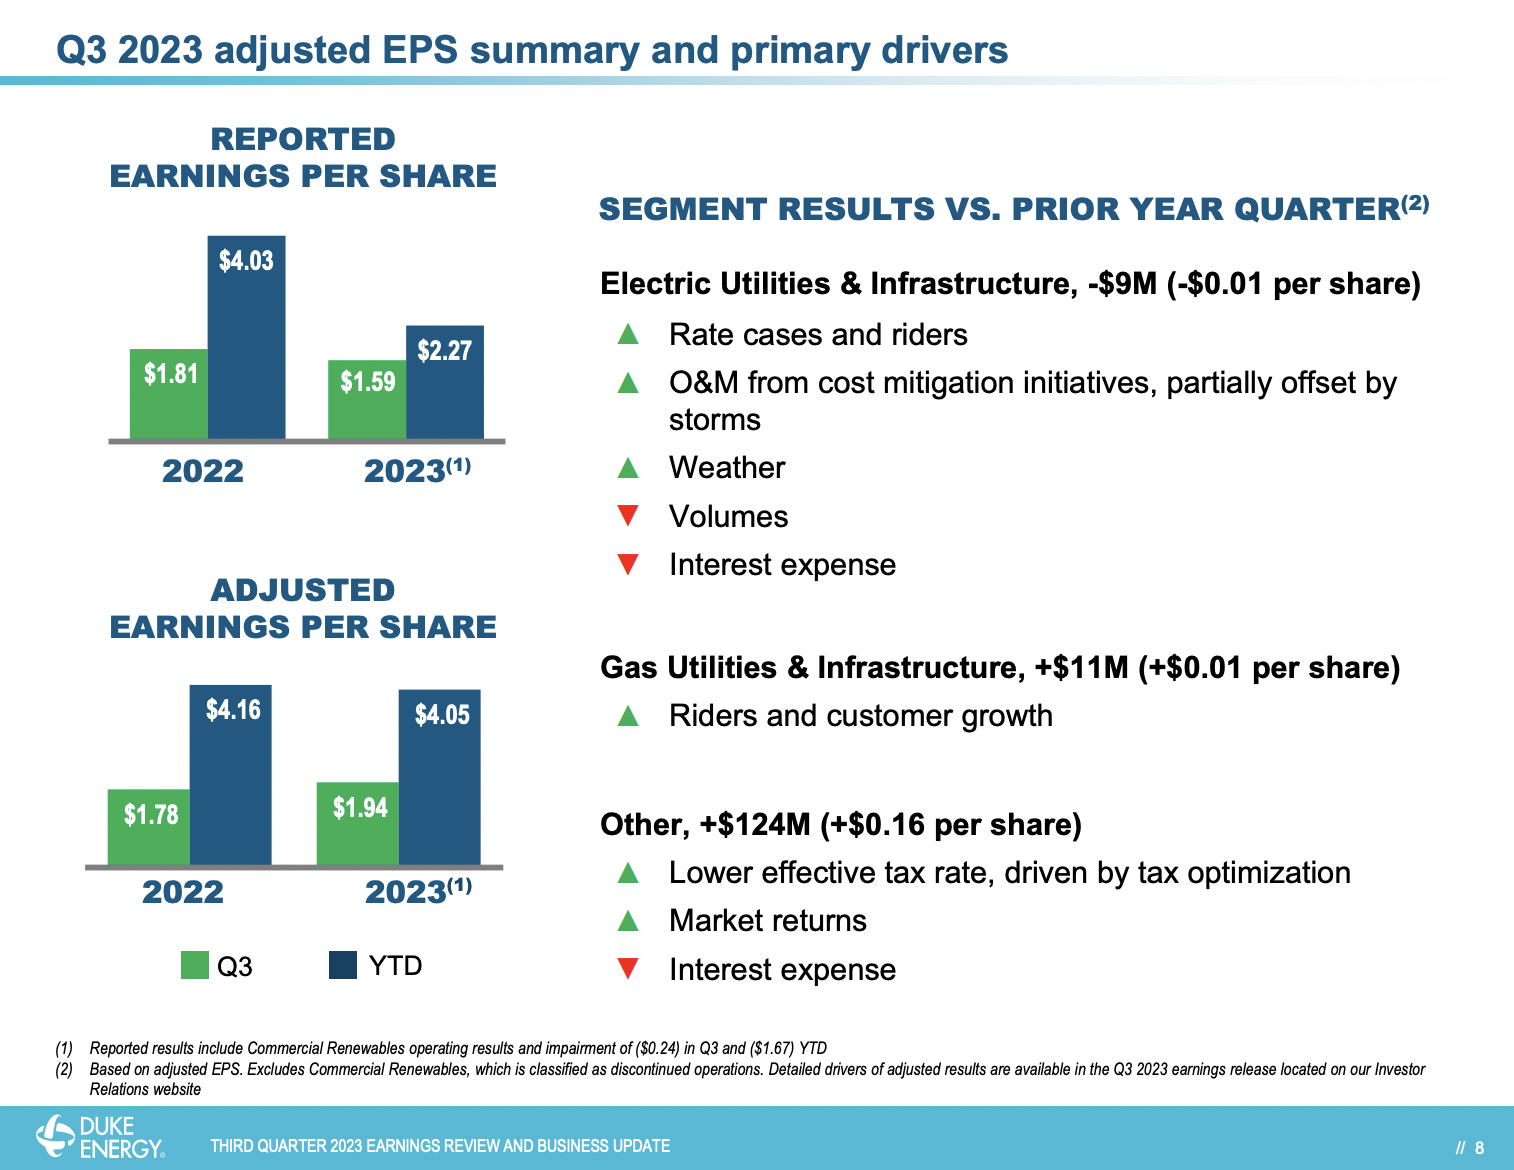 Q3 2023 adjusted EPS summary and primary drivers
REPORTED
EARNINGS PER SHARE
$4.03
$1.81
$2.27
$1.59
2022
2023(1)
ADJUSTED
EARNINGS PER SHARE
$4.16
$1.78
$4.05
$1.94
2022
2023(1)
Q3
YTD
SEGMENT RESULTS VS. PRIOR YEAR QUARTER(2)
Electric Utilities & Infrastructure, -$9M (-$0.01 per share)
▲ Rate cases and riders
▲ O&M from cost mitigation initiatives, partially offset by
storms
▲ Weather
▼ Volumes
▼ Interest expense
Gas Utilities & Infrastructure, +$11M (+$0.01 per share)
▲ Riders and customer growth
Other, +$124M (+$0.16 per share)
▲ Lower effective tax rate, driven by tax optimization
▲ Market returns
▼ Interest expense
(1) Reported results include Commercial Renewables operating results and impairment of ($0.24) in Q3 and ($1.67) YTD
(2) Based on adjusted EPS. Excludes Commercial Renewables, which is classified as discontinued operations. Detailed drivers of adjusted results are available in the Q3 2023 earnings release located on our Investor
Relations website
DUKE
ENERGY®
THIRD QUARTER 2023 EARNINGS REVIEW AND BUSINESS UPDATE
// 8